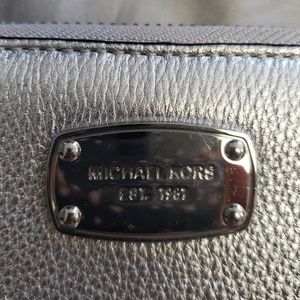 MICHAEL KORS
EST. 1981